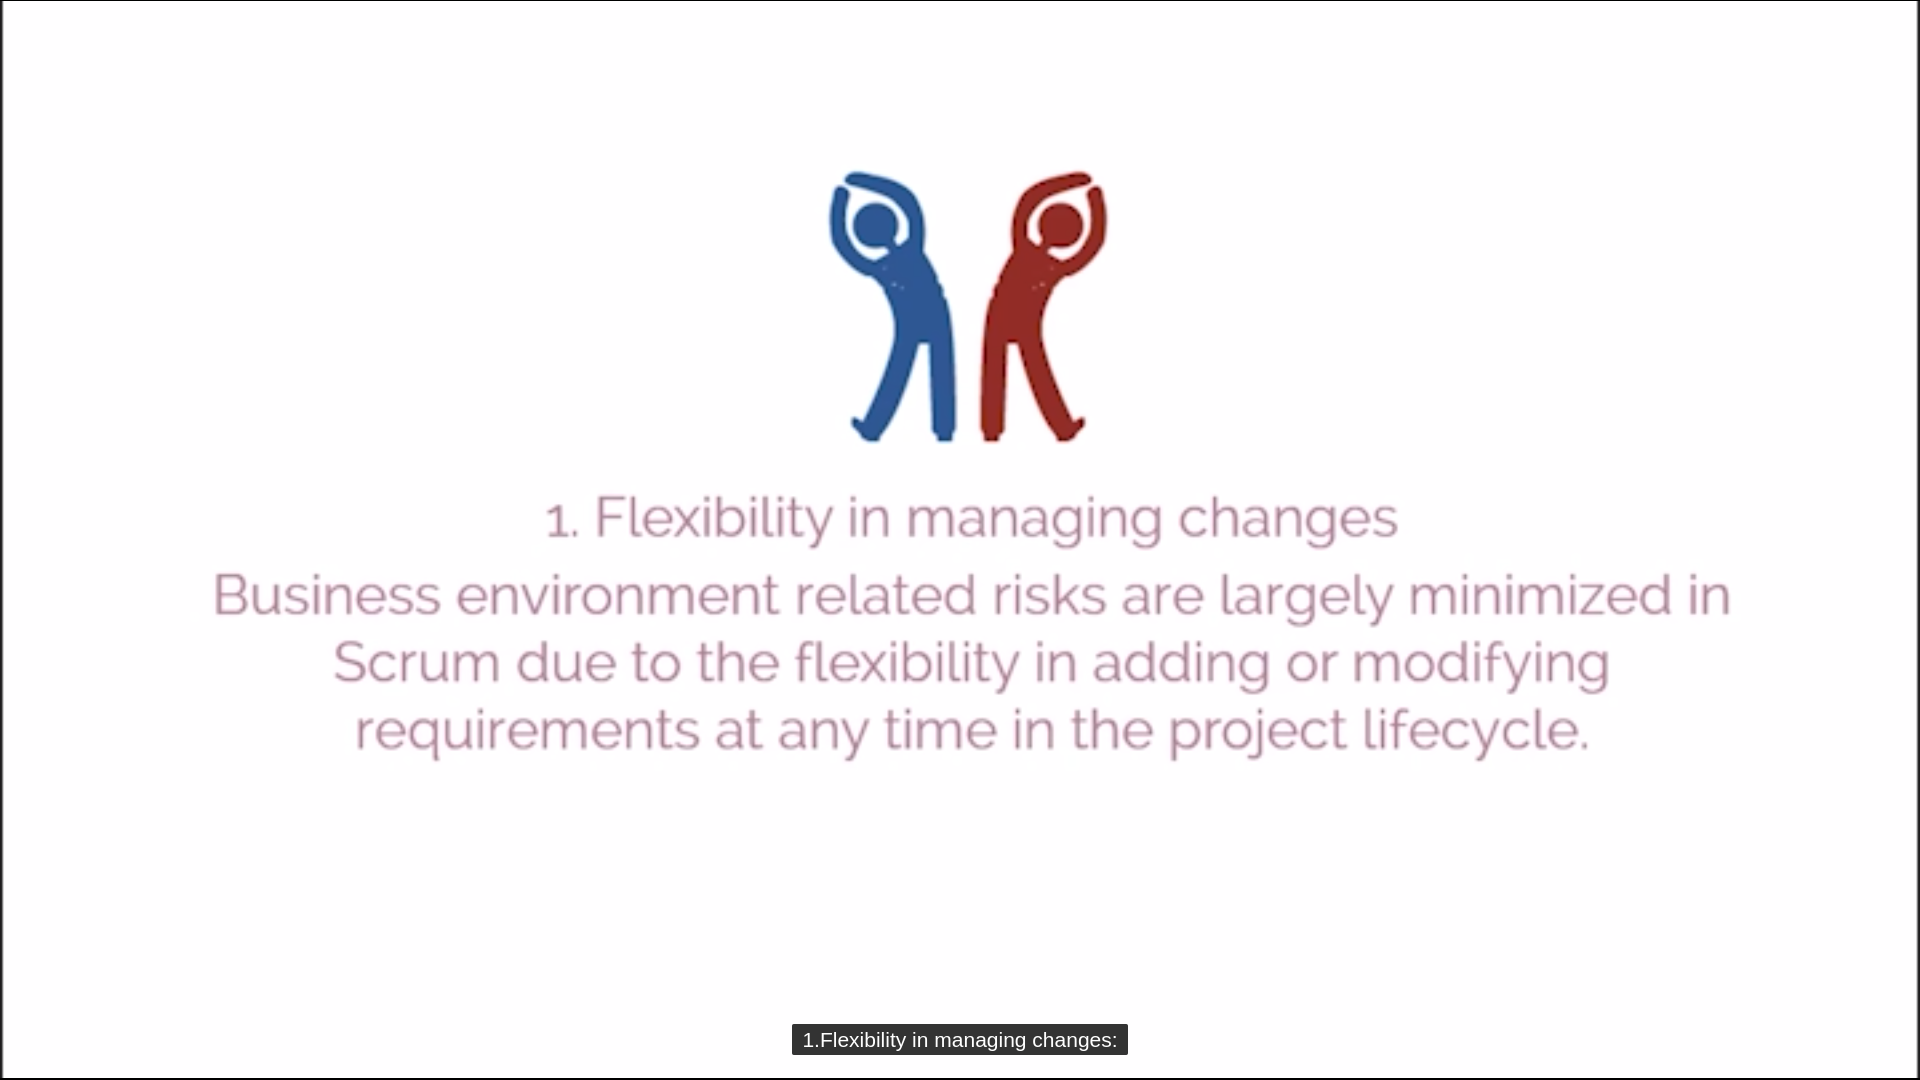 1. Flexibility in managing changes
Business environment related risks are largely minimized in
Scrum due to the flexibility in adding or modifying
requirements at any time in the project lifecycle.
1.Flexibility in managing changes: